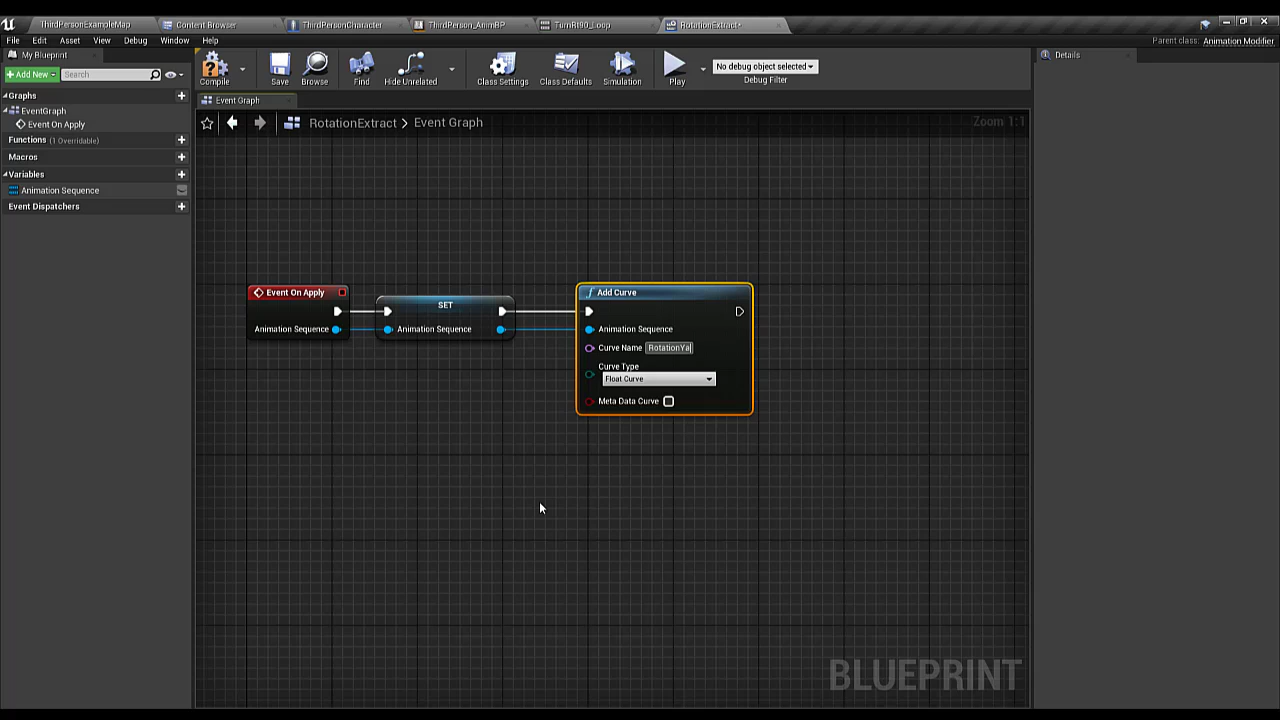 ThirdPersonExampleMap Content Browser ThirdPersonCharacter ThirdPerson_AnimBP TurnRt90_Loop RotationExtract*
File Edit Asset View Debug Window Help Parent class: Animation Modifier
My Blueprint
Add New Search
Compile Save Browse Find Hide Unrelated Class Settings Class Defaults Simulation Play
No debug object selected
Debug Filter
Details
Graphs
EventGraph
Event On Apply
Functions (1 Overridable)
Macros
Variables
Animation Sequence
Event Dispatchers
Event Graph
RotationExtract > Event Graph Zoom 1:1
Event On Apply
Animation Sequence
SET
Animation Sequence
Add Curve
Animation Sequence
Curve Name RotationYa
Curve Type
Float Curve
Meta Data Curve
BLUEPRINT